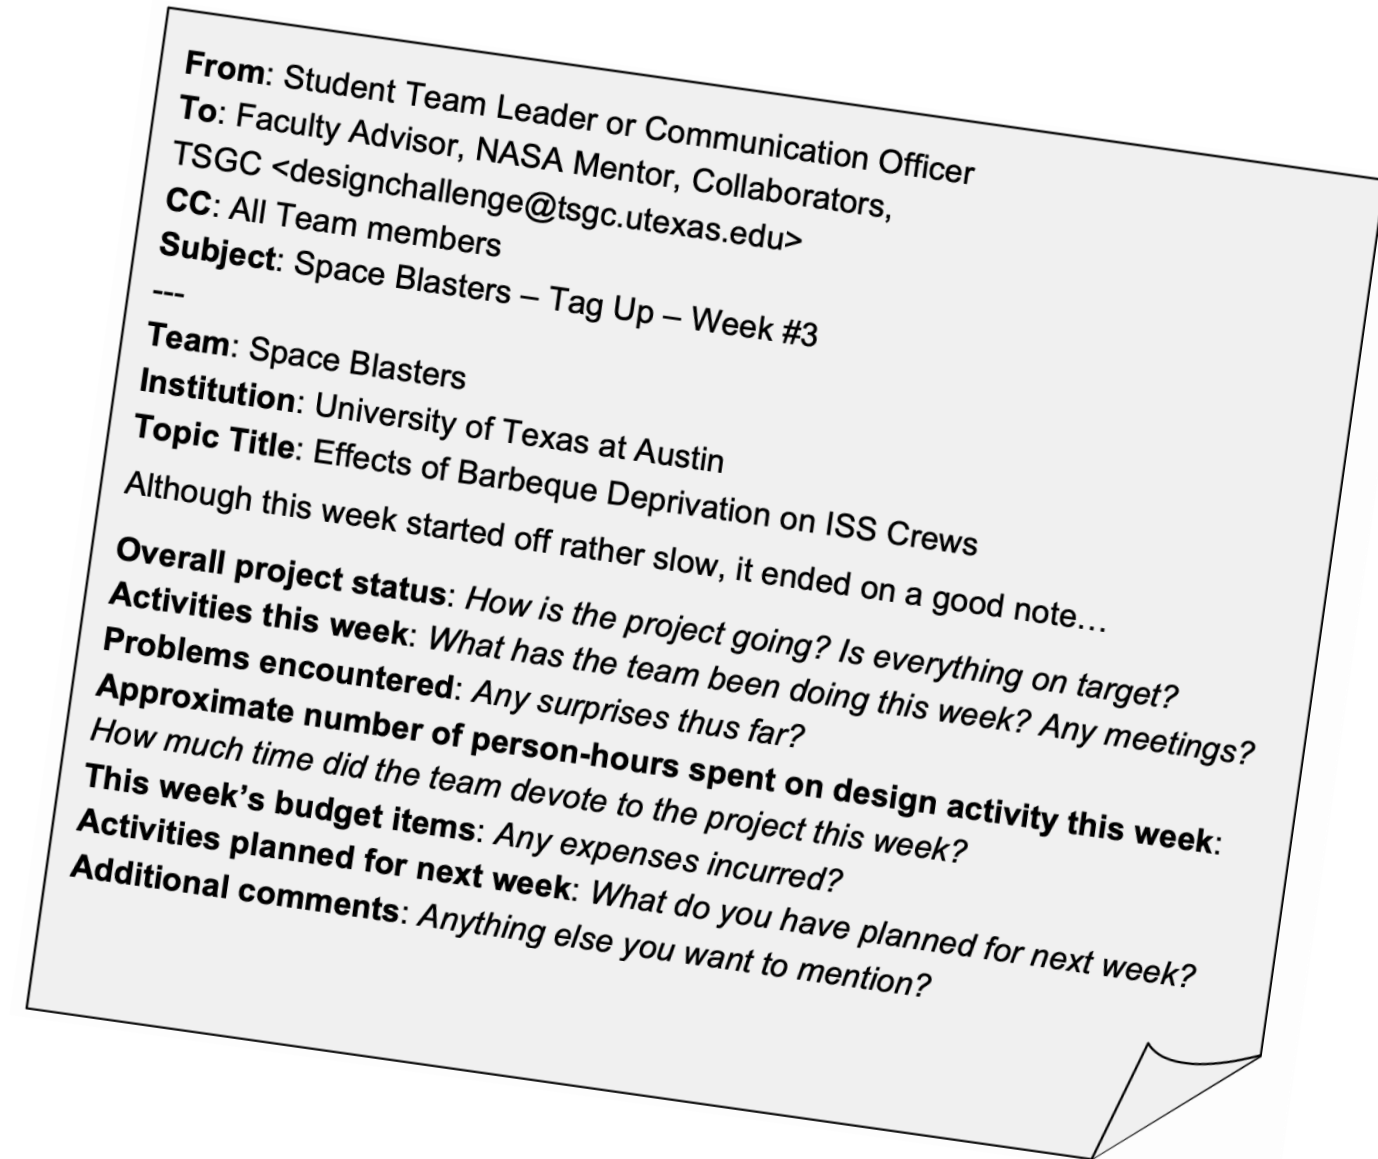 From: Student Team Leader or Communication Officer
To: Faculty Advisor, NASA Mentor, Collaborators,
TSGC <designchallenge@tsgc.utexas.edu>
CC: All Team members
Subject: Space Blasters – Tag Up – Week #3
---
Team: Space Blasters
Institution: University of Texas at Austin
Topic Title: Effects of Barbeque Deprivation on ISS Crews
Although this week started off rather slow, it ended on a good note…
Overall project status: How is the project going? Is everything on target?
Activities this week: What has the team been doing this week? Any meetings?
Problems encountered: Any surprises thus far?
Approximate number of person-hours spent on design activity this week:
How much time did the team devote to the project this week?
This week’s budget items: Any expenses incurred?
Activities planned for next week: What do you have planned for next week?
Additional comments: Anything else you want to mention?